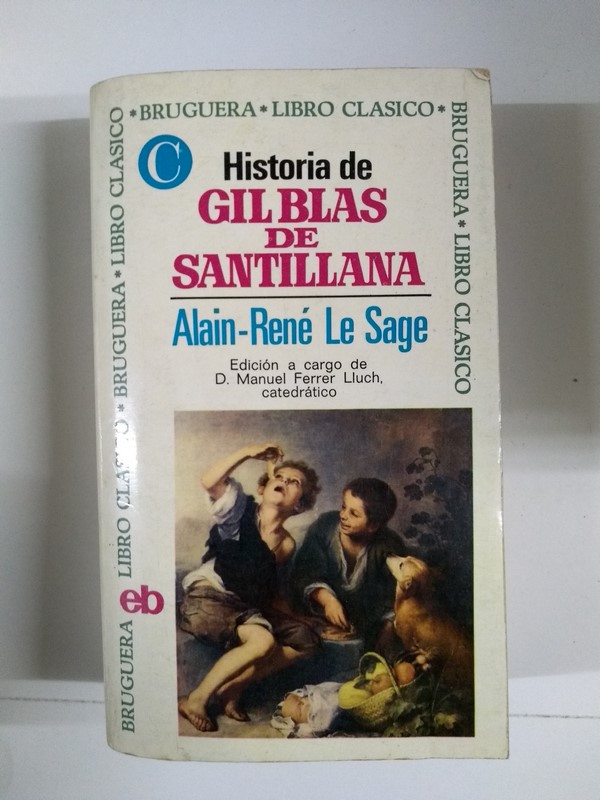 *BRUGUERA*LIBRO CLASICO*
BRUGUERA*LIBRO CLASICO
BRUGUERA LIBRO CLASICO*BRUGUERA*LIBRO CLASICO
C
Historia de
GIL BLAS
DE
SANTILLANA
Alain-René Le Sage
Edición a cargo de
D. Manuel Ferrer Lluch,
catedrático
eb